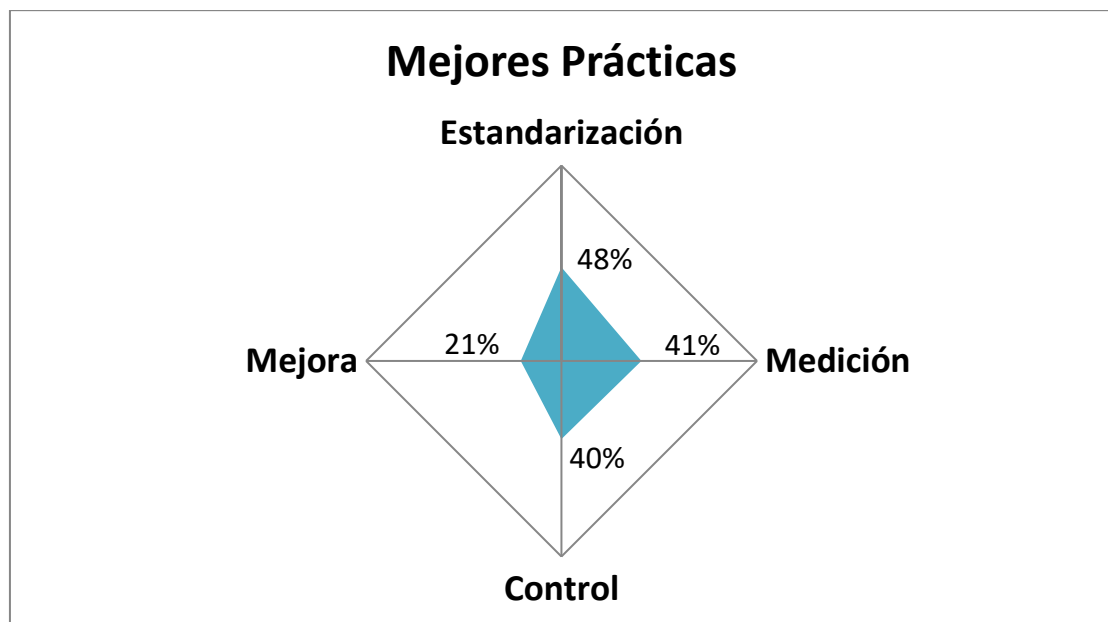 Mejores Prácticas
Estandarización
48%
Mejora
21%
41%
Medición
40%
Control